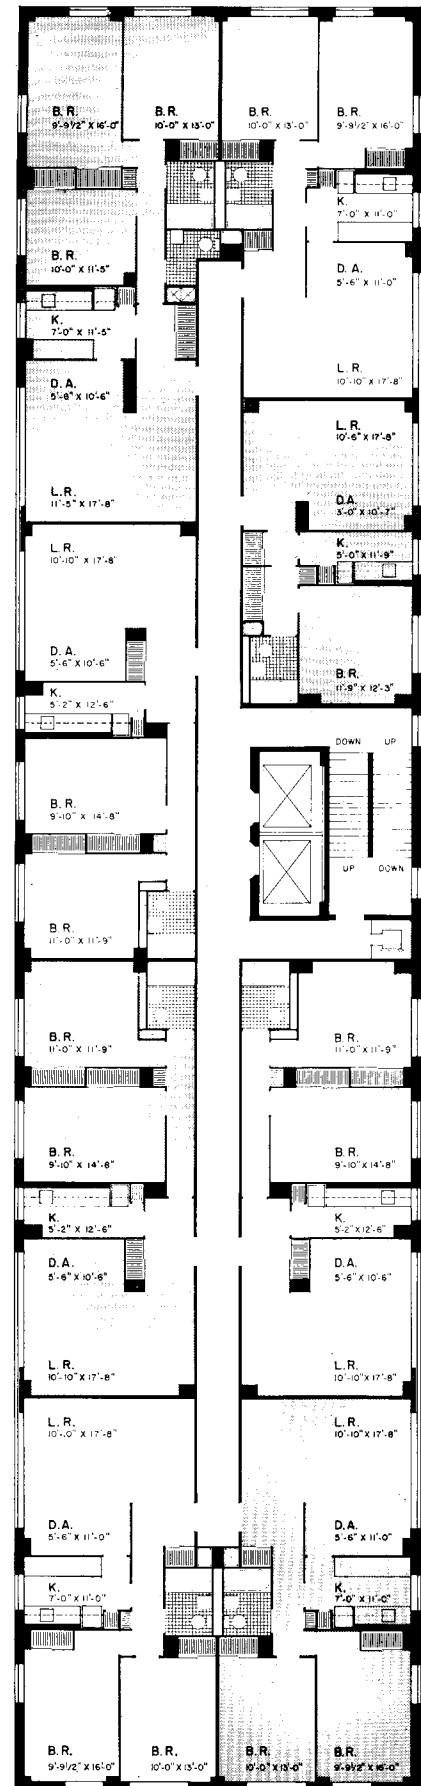 B.R.
9'-9 1/2" X 16'-0"
B.R.
10'-0" X 13'-0"
B.R.
10'-0" X 13'-0"
B.R.
9'-9 1/2" X 16'-0"
K.
7'-0" X 11'-0"
B.R.
10'-0" X 11'-5"
D.A.
5'-6" X 11'-0"
K.
7'-0" X 11'-5"
L.R.
10'-10" X 17'-8"
D.A.
5'-8" X 10'-6"
L.R.
10'-6" X 17'-8"
L.R.
11'-5" X 17'-8"
D.A.
3'-0" X 10'-7"
K.
5'-0" X 11'-9"
L.R.
10'-10" X 17'-8"
D.A.
5'-6" X 10'-6"
B.R.
11'-9" X 12'-3"
K.
5'-2" X 12'-6"
DOWN UP
B.R.
9'-10" X 14'-8"
UP DOWN
B.R.
11'-0" X 11'-9"
B.R.
11'-0" X 11'-9"
B.R.
11'-0" X 11'-9"
B.R.
9'-10" X 14'-8"
B.R.
9'-10" X 14'-8"
K.
5'-2" X 12'-6"
K.
5'-2" X 12'-6"
D.A.
5'-6" X 10'-6"
D.A.
5'-6" X 10'-6"
L.R.
10'-10" X 17'-8"
L.R.
10'-10" X 17'-8"
L.R.
10'-10" X 17'-8"
L.R.
10'-10" X 17'-8"
D.A.
5'-6" X 11'-0"
D.A.
5'-6" X 11'-0"
K.
7'-0" X 11'-0"
K.
7'-0" X 11'-0"
B.R.
9'-9 1/2" X 16'-0"
B.R.
10'-0" X 13'-0"
B.R.
10'-0" X 13'-0"
B.R.
9'-9 1/2" X 16'-0"